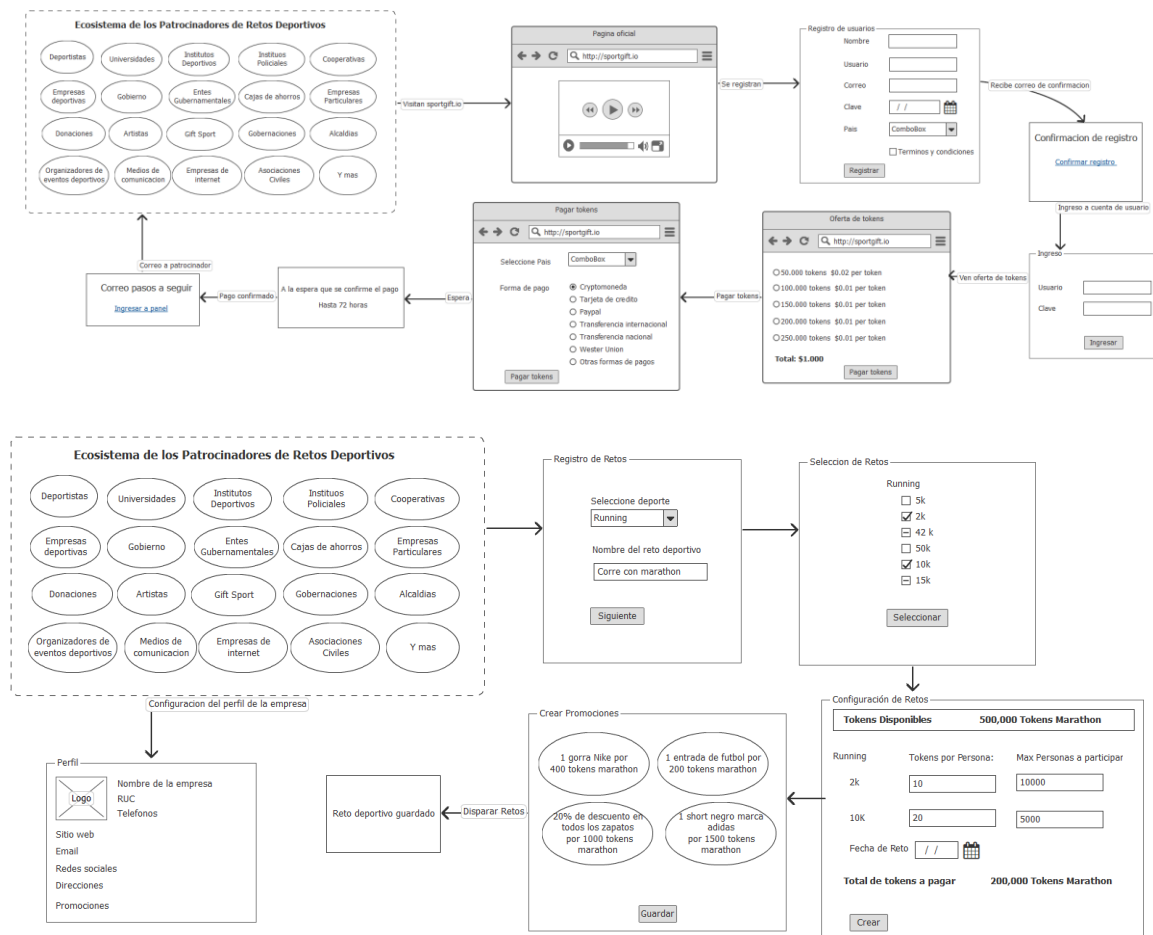 Ecosistema de los Patrocinadores de Retos Deportivos
Deportistas
Universidades
Institutos
Deportivos
Instituos
Policiales
Cooperativas
Empresas
deportivas
Gobierno
Entes
Gubernamentales
Cajas de ahorros
Empresas
Particulares
Donaciones
Artistas
Gift Sport
Gobernaciones
Alcaldias
Organizadores de
eventos deportivos
Medios de
comunicacion
Empresas de
internet
Asociaciones
Civiles
Y mas
Visitan sportgift.io
Pagina oficial
http://sportgift.io
Se registran
Registro de usuarios
Nombre
Usuario
Correo
Clave
/ /
Pais
ComboBox
Terminos y condiciones
Registrar
Recibe correo de confirmacion
Confirmacion de registro
Confirmar registro
Ingreso a cuenta de usuario
Ingreso
Usuario
Clave
Ingresar
Ven oferta de tokens
Oferta de tokens
http://sportgift.io
50.000 tokens $0.02 per token
100.000 tokens $0.01 per token
150.000 tokens $0.01 per token
200.000 tokens $0.01 per token
250.000 tokens $0.01 per token
Total: $1.000
Pagar tokens
Pagar tokens
Pagar tokens
http://sportgift.io
Seleccione Pais
ComboBox
Forma de pago
Cryptomoneda
Tarjeta de credito
Paypal
Transferencia internacional
Transferencia nacional
Wester Union
Otras formas de pagos
Pagar tokens
Espera
A la espera que se confirme el pago
Hasta 72 horas
Pago confirmado
Correo pasos a seguir
Ingresar a panel
Correo a patrocinador
Ecosistema de los Patrocinadores de Retos Deportivos
Deportistas
Universidades
Institutos
Deportivos
Instituos
Policiales
Cooperativas
Empresas
deportivas
Gobierno
Entes
Gubernamentales
Cajas de ahorros
Empresas
Particulares
Donaciones
Artistas
Gift Sport
Gobernaciones
Alcaldias
Organizadores de
eventos deportivos
Medios de
comunicacion
Empresas de
internet
Asociaciones
Civiles
Y mas
Registro de Retos
Seleccione deporte
Running
Nombre del reto deportivo
Corre con marathon
Siguiente
Seleccion de Retos
Running
5k
2k
42 k
50k
10k
15k
Seleccionar
Configuración de Retos
Tokens Disponibles 500,000 Tokens Marathon
Running Tokens por Persona: Max Personas a participar
2k 10 10000
10K 20 5000
Fecha de Reto / /
Total de tokens a pagar 200,000 Tokens Marathon
Crear
Crear Promociones
1 gorra Nike por
400 tokens marathon
1 entrada de futbol por
200 tokens marathon
20% de descuento en
todos los zapatos
por 1000 tokens
marathon
1 short negro marca
adidas
por 1500 tokens
marathon
Guardar
Disparar Retos
Reto deportivo guardado
Configuracion del perfil de la empresa
Perfil
Logo
Nombre de la empresa
RUC
Telefonos
Sitio web
Email
Redes sociales
Direcciones
Promociones